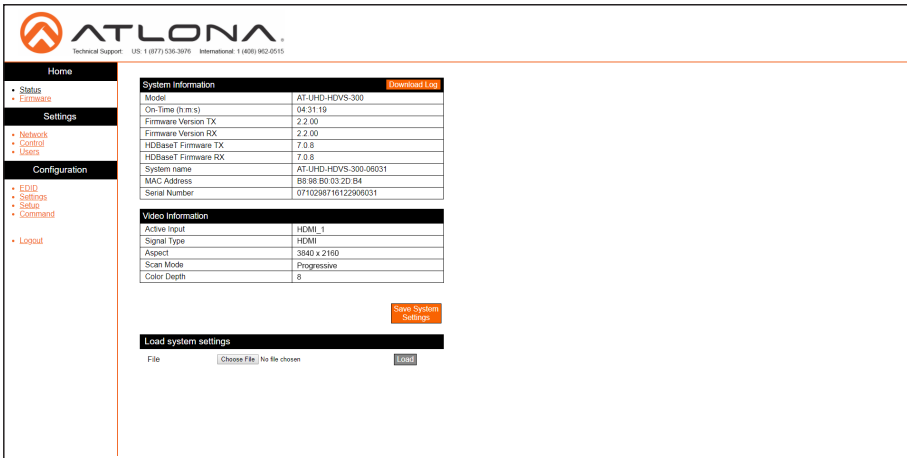 ATLONA.
Technical Support: US: 1 (877) 536-3976 International: 1 (408) 962-0515
Home
Status
Firmware
Settings
Network
Control
Users
Configuration
EDID
Settings
Setup
Command
Logout
System Information Download Log
Model AT-UHD-HDVS-300
On-Time (h:m:s) 04:31:19
Firmware Version TX 2.2.00
Firmware Version RX 2.2.00
HDBaseT Firmware TX 7.0.8
HDBaseT Firmware RX 7.0.8
System name AT-UHD-HDVS-300-06031
MAC Address B8:98:B0:03:2D:B4
Serial Number 0710298716122906031
Video Information
Active Input HDMI_1
Signal Type HDMI
Aspect 3840 x 2160
Scan Mode Progressive
Color Depth 8
Save System
Settings
Load system settings
File Choose File No file chosen Load